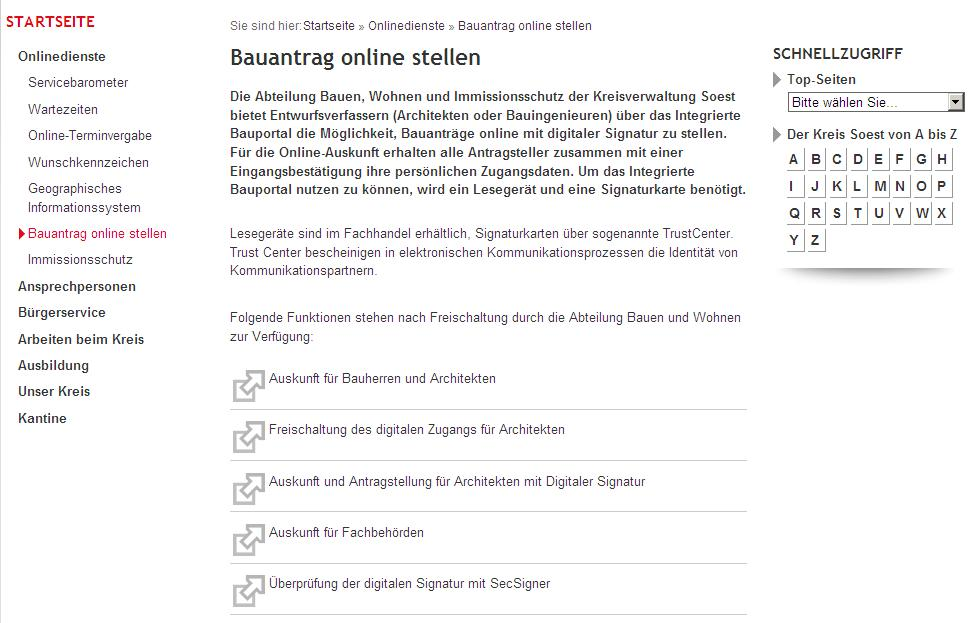 STARTSEITE
Onlinedienste
Servicebarometer
Wartezeiten
Online-Terminvergabe
Wunschkennzeichen
Geographisches
Informationssystem
Bauantrag online stellen
Immissionsschutz
Ansprechpersonen
Bürgerservice
Arbeiten beim Kreis
Ausbildung
Unser Kreis
Kantine
Sie sind hier:Startseite » Onlinedienste » Bauantrag online stellen
Bauantrag online stellen
Die Abteilung Bauen, Wohnen und Immissionsschutz der Kreisverwaltung Soest
bietet Entwurfsverfassern (Architekten oder Bauingenieuren) über das Integrierte
Bauportal die Möglichkeit, Bauanträge online mit digitaler Signatur zu stellen.
Für die Online-Auskunft erhalten alle Antragsteller zusammen mit einer
Eingangsbestätigung ihre persönlichen Zugangsdaten. Um das Integrierte
Bauportal nutzen zu können, wird ein Lesegerät und eine Signaturkarte benötigt.
Lesegeräte sind im Fachhandel erhältlich, Signaturkarten über sogenannte TrustCenter.
Trust Center bescheinigen in elektronischen Kommunikationsprozessen die Identität von
Kommunikationspartnern.
Folgende Funktionen stehen nach Freischaltung durch die Abteilung Bauen und Wohnen
zur Verfügung:
Auskunft für Bauherren und Architekten
Freischaltung des digitalen Zugangs für Architekten
Auskunft und Antragstellung für Architekten mit Digitaler Signatur
Auskunft für Fachbehörden
Überprüfung der digitalen Signatur mit SecSigner
SCHNELLZUGRIFF
Top-Seiten
Bitte wählen Sie...
Der Kreis Soest von A bis Z
A B C D E F G H
I J K L M N O P
Q R S T U V W X
Y Z